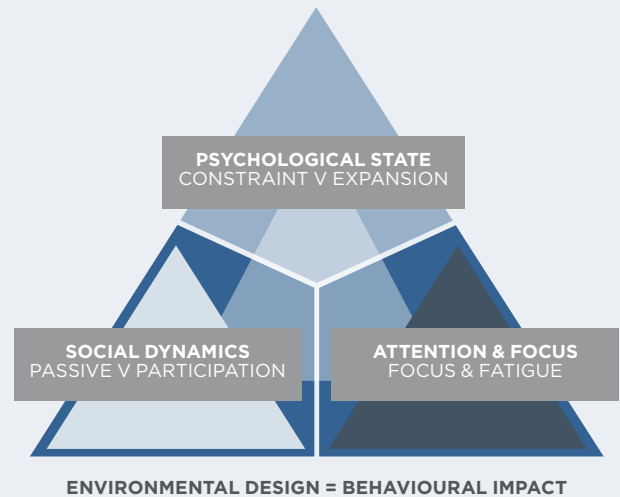 PSYCHOLOGICAL STATE
CONSTRAINT V EXPANSION
SOCIAL DYNAMICS
PASSIVE V PARTICIPATION
ATTENTION & FOCUS
FOCUS & FATIGUE
ENVIRONMENTAL DESIGN = BEHAVIOURAL IMPACT